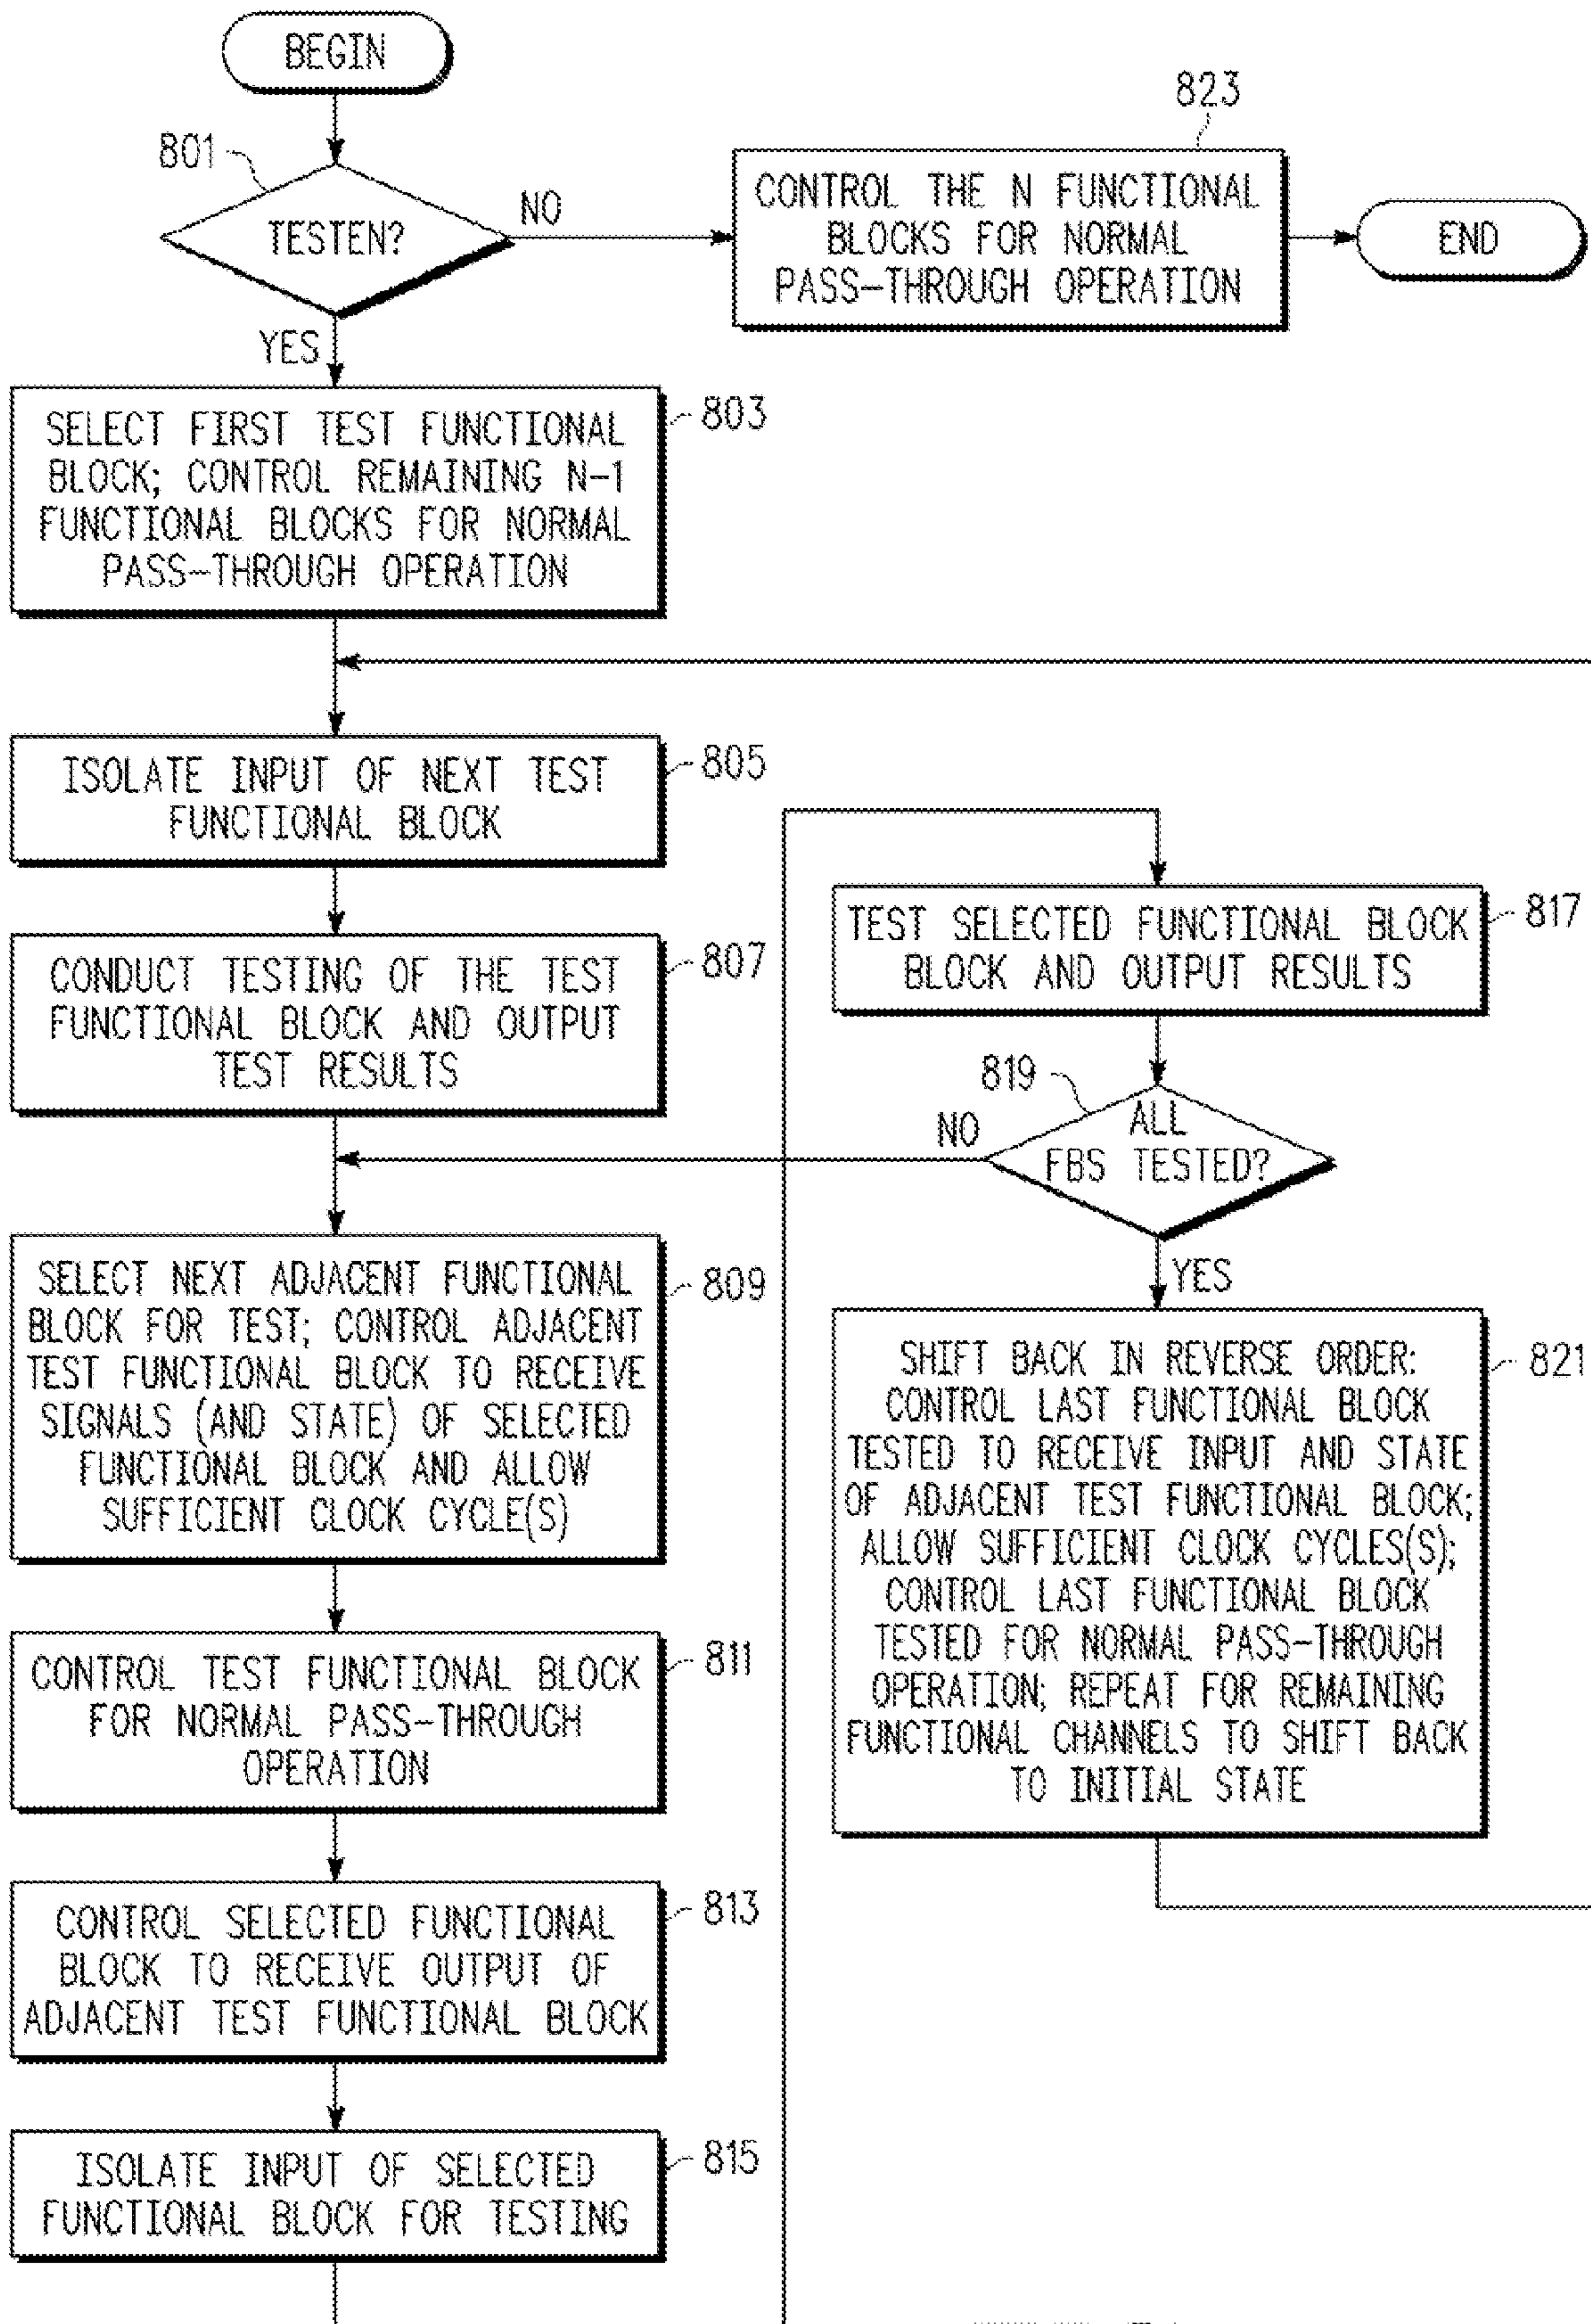 BEGIN
801
TESTEN?
NO
823
CONTROL THE N FUNCTIONAL
BLOCKS FOR NORMAL
PASS-THROUGH OPERATION
END
YES
803
SELECT FIRST TEST FUNCTIONAL
BLOCK; CONTROL REMAINING N-1
FUNCTIONAL BLOCKS FOR NORMAL
PASS-THROUGH OPERATION
805
ISOLATE INPUT OF NEXT TEST
FUNCTIONAL BLOCK
807
CONDUCT TESTING OF THE TEST
FUNCTIONAL BLOCK AND OUTPUT
TEST RESULTS
809
SELECT NEXT ADJACENT FUNCTIONAL
BLOCK FOR TEST; CONTROL ADJACENT
TEST FUNCTIONAL BLOCK TO RECEIVE
SIGNALS (AND STATE) OF SELECTED
FUNCTIONAL BLOCK AND ALLOW
SUFFICIENT CLOCK CYCLE(S)
811
CONTROL TEST FUNCTIONAL BLOCK
FOR NORMAL PASS-THROUGH
OPERATION
813
CONTROL SELECTED FUNCTIONAL
BLOCK TO RECEIVE OUTPUT OF
ADJACENT TEST FUNCTIONAL BLOCK
815
ISOLATE INPUT OF SELECTED
FUNCTIONAL BLOCK FOR TESTING
817
TEST SELECTED FUNCTIONAL BLOCK
BLOCK AND OUTPUT RESULTS
819
NO
ALL
FBS TESTED?
YES
821
SHIFT BACK IN REVERSE ORDER:
CONTROL LAST FUNCTIONAL BLOCK
TESTED TO RECEIVE INPUT AND STATE
OF ADJACENT TEST FUNCTIONAL BLOCK;
ALLOW SUFFICIENT CLOCK CYCLES(S);
CONTROL LAST FUNCTIONAL BLOCK
TESTED FOR NORMAL PASS-THROUGH
OPERATION; REPEAT FOR REMAINING
FUNCTIONAL CHANNELS TO SHIFT BACK
TO INITIAL STATE